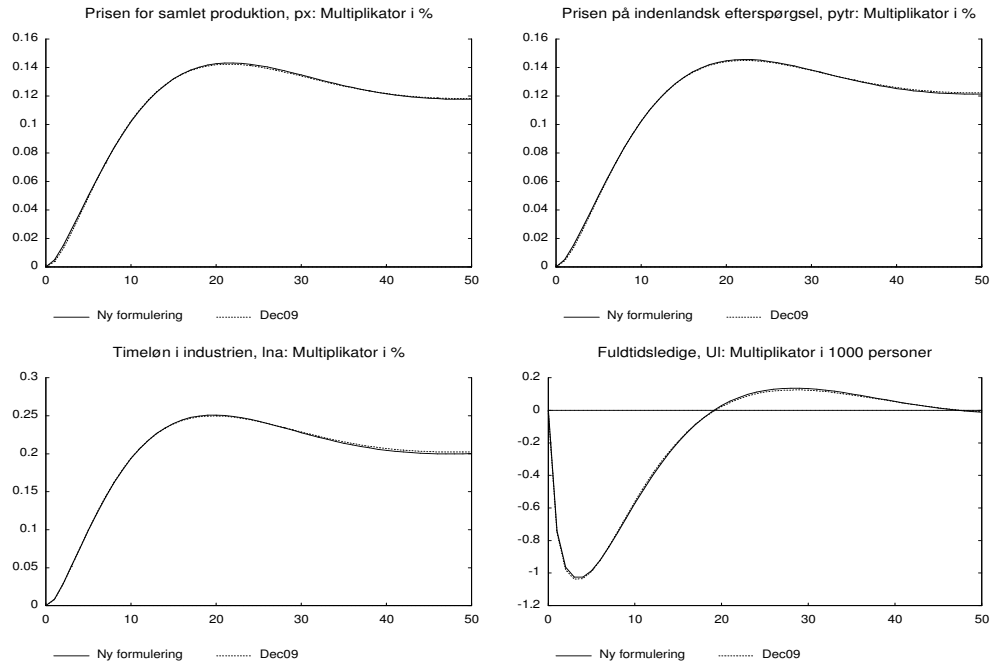 Prisen for samlet produktion, px: Multiplikator i %
0.16
0.14
0.12
0.1
0.08
0.06
0.04
0.02
0
0 10 20 30 40 50
Ny formulering Dec09
Prisen på indenlandsk efterspørgsel, pytr: Multiplikator i %
0.16
0.14
0.12
0.1
0.08
0.06
0.04
0.02
0
0 10 20 30 40 50
Ny formulering Dec09
Timeløn i industrien, lna: Multiplikator i %
0.3
0.25
0.2
0.15
0.1
0.05
0
0 10 20 30 40 50
Ny formulering Dec09
Fuldtidsledige, Ul: Multiplikator i 1000 personer
0.2
0
-0.2
-0.4
-0.6
-0.8
-1
-1.2
0 10 20 30 40 50
Ny formulering Dec09